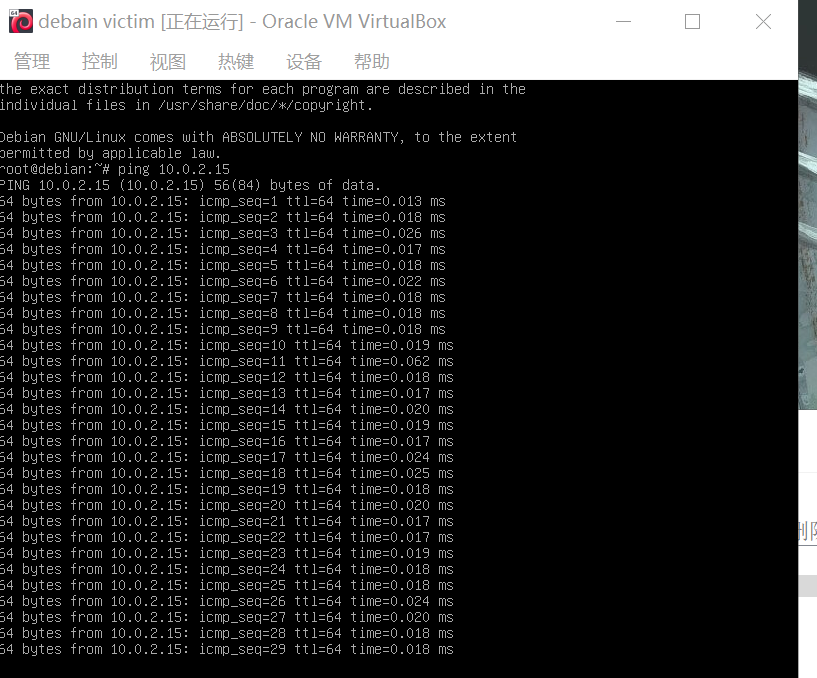 debain victim [正在运行] - Oracle VM VirtualBox
管理 控制 视图 热键 设备 帮助
the exact distribution terms for each program are described in the
individual files in /usr/share/doc/*/copyright.
Debian GNU/Linux comes with ABSOLUTELY NO WARRANTY, to the extent
permitted by applicable law.
root@debian:~# ping 10.0.2.15
PING 10.0.2.15 (10.0.2.15) 56(84) bytes of data.
64 bytes from 10.0.2.15: icmp_seq=1 ttl=64 time=0.013 ms
64 bytes from 10.0.2.15: icmp_seq=2 ttl=64 time=0.018 ms
64 bytes from 10.0.2.15: icmp_seq=3 ttl=64 time=0.026 ms
64 bytes from 10.0.2.15: icmp_seq=4 ttl=64 time=0.017 ms
64 bytes from 10.0.2.15: icmp_seq=5 ttl=64 time=0.018 ms
64 bytes from 10.0.2.15: icmp_seq=6 ttl=64 time=0.022 ms
64 bytes from 10.0.2.15: icmp_seq=7 ttl=64 time=0.018 ms
64 bytes from 10.0.2.15: icmp_seq=8 ttl=64 time=0.018 ms
64 bytes from 10.0.2.15: icmp_seq=9 ttl=64 time=0.018 ms
64 bytes from 10.0.2.15: icmp_seq=10 ttl=64 time=0.019 ms
64 bytes from 10.0.2.15: icmp_seq=11 ttl=64 time=0.062 ms
64 bytes from 10.0.2.15: icmp_seq=12 ttl=64 time=0.018 ms
64 bytes from 10.0.2.15: icmp_seq=13 ttl=64 time=0.017 ms
64 bytes from 10.0.2.15: icmp_seq=14 ttl=64 time=0.020 ms
64 bytes from 10.0.2.15: icmp_seq=15 ttl=64 time=0.019 ms
64 bytes from 10.0.2.15: icmp_seq=16 ttl=64 time=0.017 ms
64 bytes from 10.0.2.15: icmp_seq=17 ttl=64 time=0.024 ms
64 bytes from 10.0.2.15: icmp_seq=18 ttl=64 time=0.025 ms
64 bytes from 10.0.2.15: icmp_seq=19 ttl=64 time=0.018 ms
64 bytes from 10.0.2.15: icmp_seq=20 ttl=64 time=0.020 ms
64 bytes from 10.0.2.15: icmp_seq=21 ttl=64 time=0.017 ms
64 bytes from 10.0.2.15: icmp_seq=22 ttl=64 time=0.017 ms
64 bytes from 10.0.2.15: icmp_seq=23 ttl=64 time=0.019 ms
64 bytes from 10.0.2.15: icmp_seq=24 ttl=64 time=0.018 ms
64 bytes from 10.0.2.15: icmp_seq=25 ttl=64 time=0.018 ms
64 bytes from 10.0.2.15: icmp_seq=26 ttl=64 time=0.024 ms
64 bytes from 10.0.2.15: icmp_seq=27 ttl=64 time=0.020 ms
64 bytes from 10.0.2.15: icmp_seq=28 ttl=64 time=0.018 ms
64 bytes from 10.0.2.15: icmp_seq=29 ttl=64 time=0.018 ms